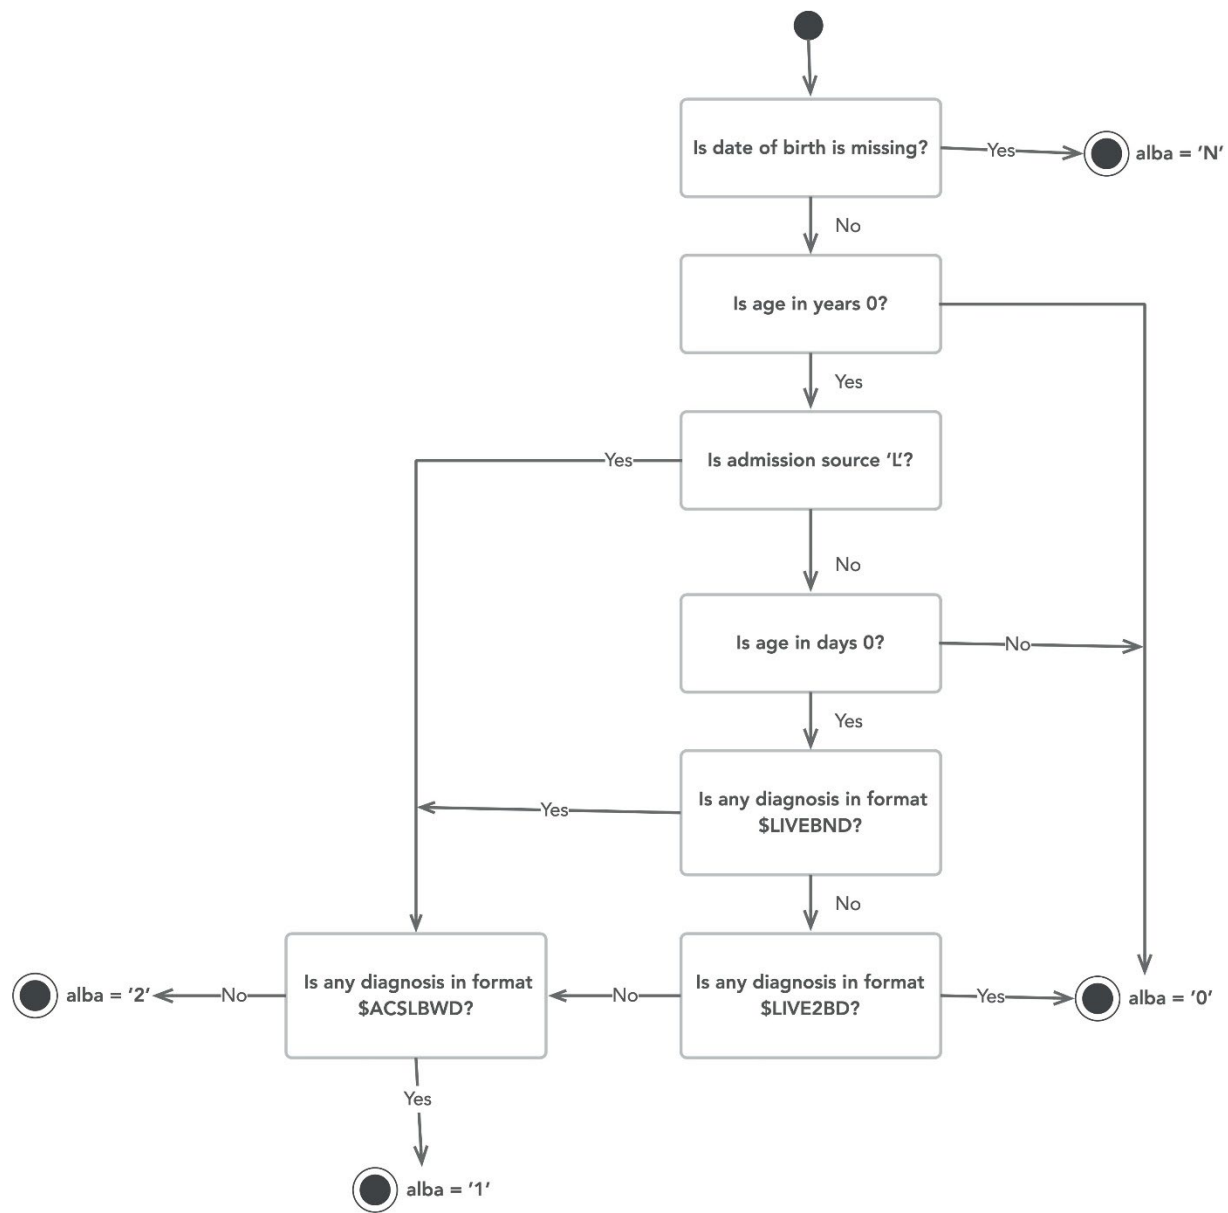 Is date of birth is missing?
Yes
alba = 'N'
No
Is age in years 0?
Yes
Is admission source 'L'?
Yes
No
Is age in days 0?
No
Yes
Is any diagnosis in format
$LIVEBND?
Yes
No
Is any diagnosis in format
$ACSLBWD?
Is any diagnosis in format
$LIVE2BD?
alba = '2'
No
No
Yes
alba = '0'
Yes
alba = '1'